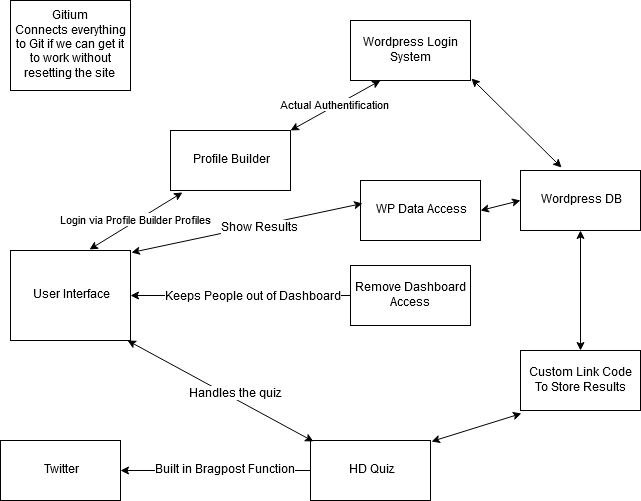 Gitium
Connects everything
to Git if we can get it
to work without
resetting the site
Wordpress Login
System
Actual Authentification
Profile Builder
Wordpress DB
WP Data Access
Login via Profile Builder Profiles
Show Results
User Interface
Keeps People out of Dashboard
Remove Dashboard
Access
Custom Link Code
To Store Results
Handles the quiz
Twitter
Built in Bragpost Function
HD Quiz